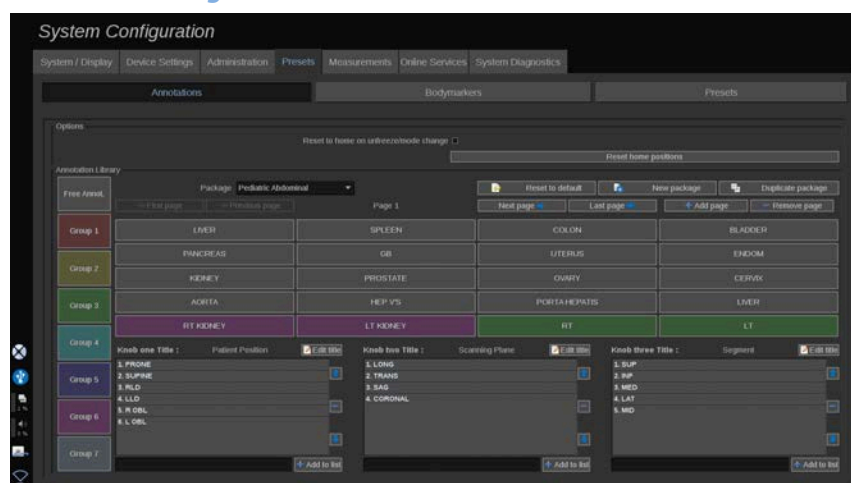 System Configuration
System / Display Device Settings Administration Presets Measurements Online Services System Diagnostics
Annotations Bodymarkers Presets
Options
Reset to home on unfreeze/mode change
Reset home positions
Annotation Library
Free Annot. Package Pediatric Abdominal Reset to default New package Duplicate package
First page Previous page Page 1 Next page Last page Add page Remove page
Group 1 LIVER SPLEEN COLON BLADDER
PANCREAS GB UTERUS ENDOM
Group 2
KIDNEY PROSTATE OVARY CERVIX
Group 3 AORTA HEP V'S PORTA HEPATIS LIVER
RT KIDNEY LT KIDNEY RT LT
Group 4
Knob one Title : Patient Position Edit title Knob two Title : Scanning Plane Edit title Knob three Title : Segment Edit title
1. PRONE 1. LONG 1. SUP
2. SUPINE 2. TRANS 2. INF
3. RLD 3. SAG 3. MED
4. LLD 4. CORONAL 4. LAT
5. R OBL 5. MID
6. L OBL
Group 5
Group 6
Group 7
Add to list Add to list Add to list